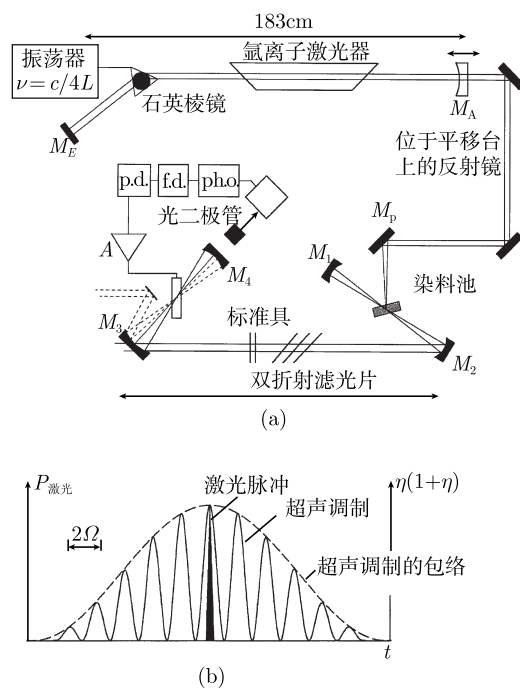 183cm
振荡器
ν=c/4L
氩离子激光器
石英棱镜
M_E
M_A
位于平移台
上的反射镜
p.d.
f.d.
ph.o.
光二极管
A
M_4
M_1
M_p
染料池
M_3
标准具
M_2
双折射滤光片
(a)
P激光
激光脉冲
η(1+η)
超声调制
2Ω
超声调制的包络
t
(b)